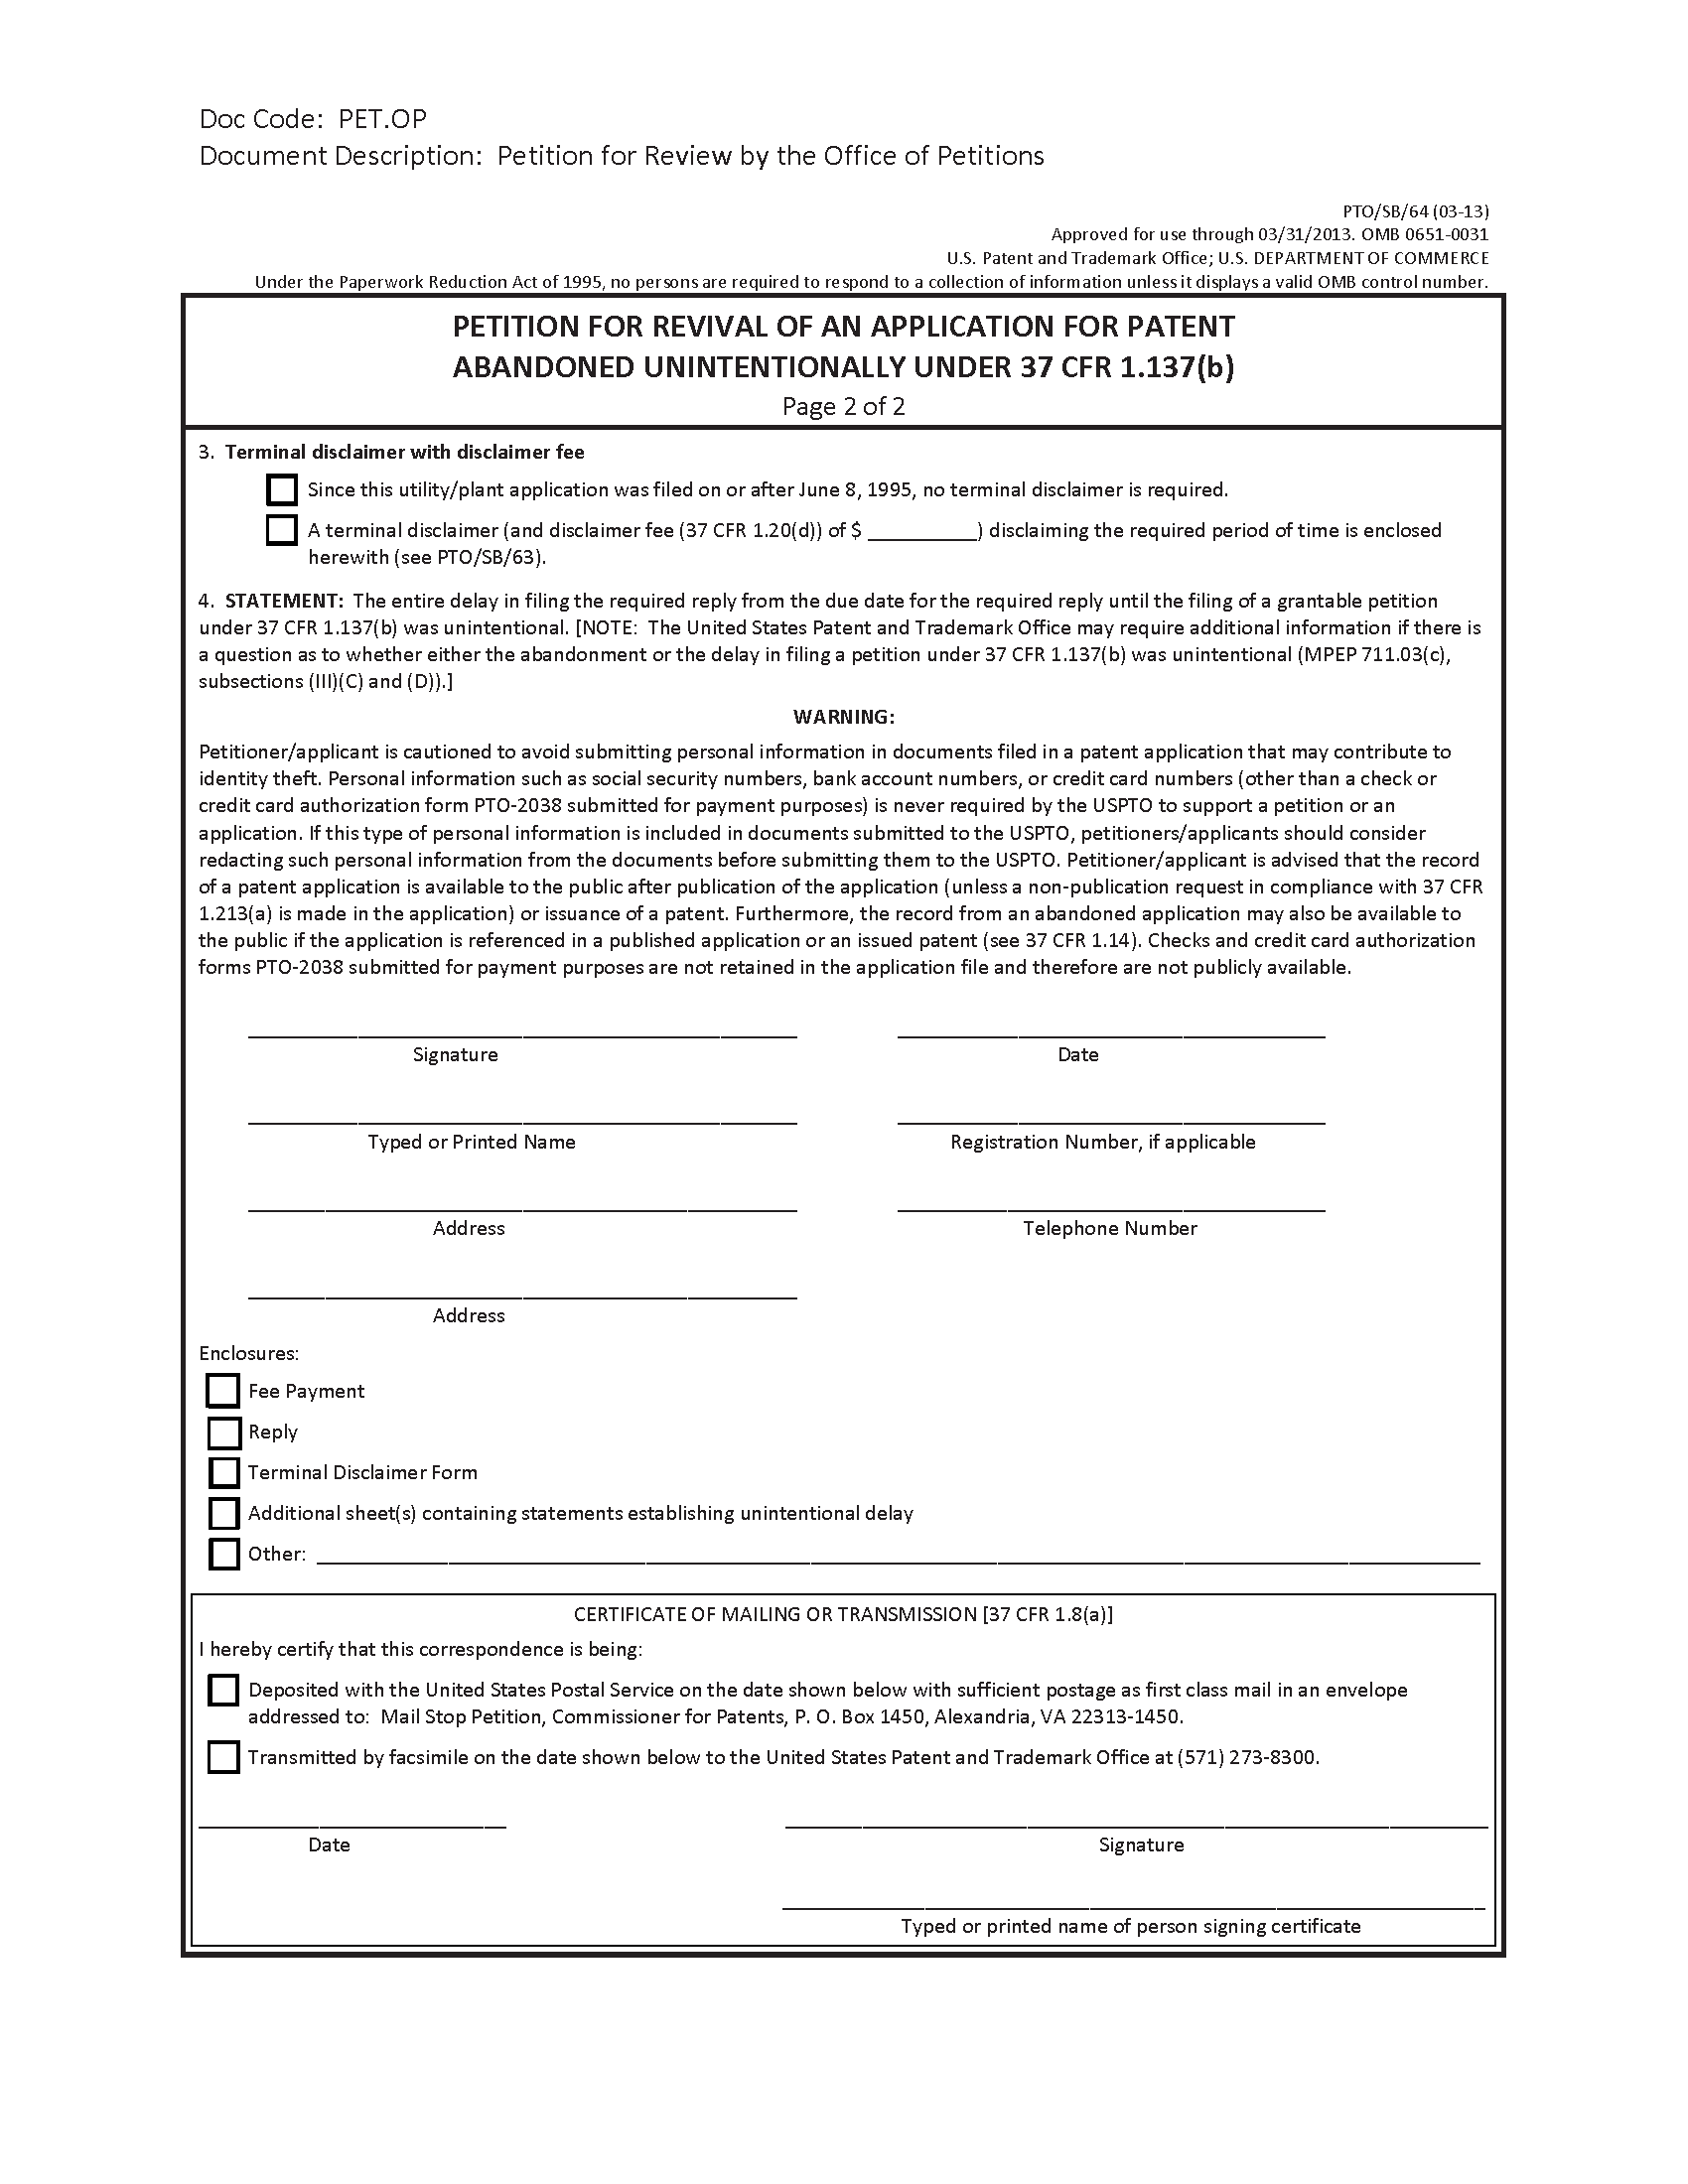 Doc Code: PET.OP
Document Description: Petition for Review by the Office of Petitions
PTO/SB/64 (03-13)
Approved for use through 03/31/2013. OMB 0651-0031
U.S. Patent and Trademark Office; U.S. DEPARTMENT OF COMMERCE
Under the Paperwork Reduction Act of 1995, no persons are required to respond to a collection of information unless it displays a valid OMB control number.
PETITION FOR REVIVAL OF AN APPLICATION FOR PATENT
ABANDONED UNINTENTIONALLY UNDER 37 CFR 1.137(b)
Page 2 of 2
3. Terminal disclaimer with disclaimer fee
Since this utility/plant application was filed on or after June 8, 1995, no terminal disclaimer is required.
A terminal disclaimer (and disclaimer fee (37 CFR 1.20(d)) of $ __________) disclaiming the required period of time is enclosed
herewith (see PTO/SB/63).
4. STATEMENT: The entire delay in filing the required reply from the due date for the required reply until the filing of a grantable petition
under 37 CFR 1.137(b) was unintentional. [NOTE: The United States Patent and Trademark Office may require additional information if there is
a question as to whether either the abandonment or the delay in filing a petition under 37 CFR 1.137(b) was unintentional (MPEP 711.03(c),
subsections (III)(C) and (D)).]
WARNING:
Petitioner/applicant is cautioned to avoid submitting personal information in documents filed in a patent application that may contribute to
identity theft. Personal information such as social security numbers, bank account numbers, or credit card numbers (other than a check or
credit card authorization form PTO-2038 submitted for payment purposes) is never required by the USPTO to support a petition or an
application. If this type of personal information is included in documents submitted to the USPTO, petitioners/applicants should consider
redacting such personal information from the documents before submitting them to the USPTO. Petitioner/applicant is advised that the record
of a patent application is available to the public after publication of the application (unless a non-publication request in compliance with 37 CFR
1.213(a) is made in the application) or issuance of a patent. Furthermore, the record from an abandoned application may also be available to
the public if the application is referenced in a published application or an issued patent (see 37 CFR 1.14). Checks and credit card authorization
forms PTO-2038 submitted for payment purposes are not retained in the application file and therefore are not publicly available.
Signature
Date
Typed or Printed Name
Registration Number, if applicable
Address
Telephone Number
Address
Enclosures:
Fee Payment
Reply
Terminal Disclaimer Form
Additional sheet(s) containing statements establishing unintentional delay
Other:
CERTIFICATE OF MAILING OR TRANSMISSION [37 CFR 1.8(a)]
I hereby certify that this correspondence is being:
Deposited with the United States Postal Service on the date shown below with sufficient postage as first class mail in an envelope
addressed to: Mail Stop Petition, Commissioner for Patents, P. O. Box 1450, Alexandria, VA 22313-1450.
Transmitted by facsimile on the date shown below to the United States Patent and Trademark Office at (571) 273-8300.
Date
Signature
Typed or printed name of person signing certificate